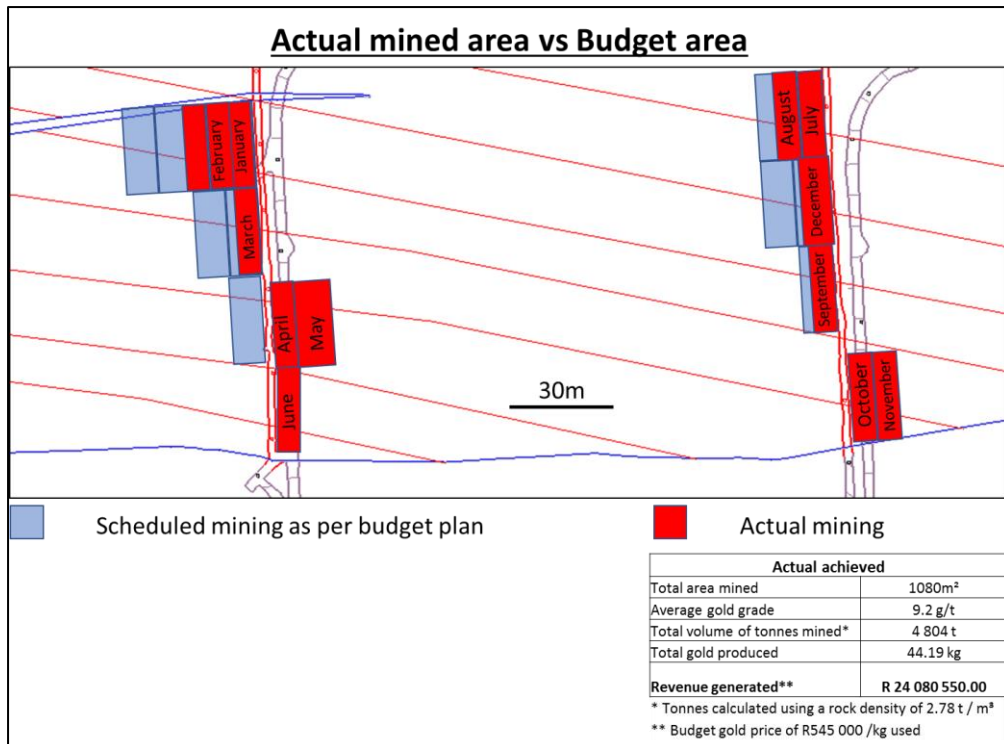 Actual mined area vs Budget area
August
July
February
January
December
March
September
April
May
30m
October
November
June
Scheduled mining as per budget plan
Actual mining
Actual achieved
Total area mined 1080m²
Average gold grade 9.2 g/t
Total volume of tonnes mined* 4 804 t
Total gold produced 44.19 kg
Revenue generated** R 24 080 550.00
* Tonnes calculated using a rock density of 2.78 t / m³
** Budget gold price of R545 000 /kg used